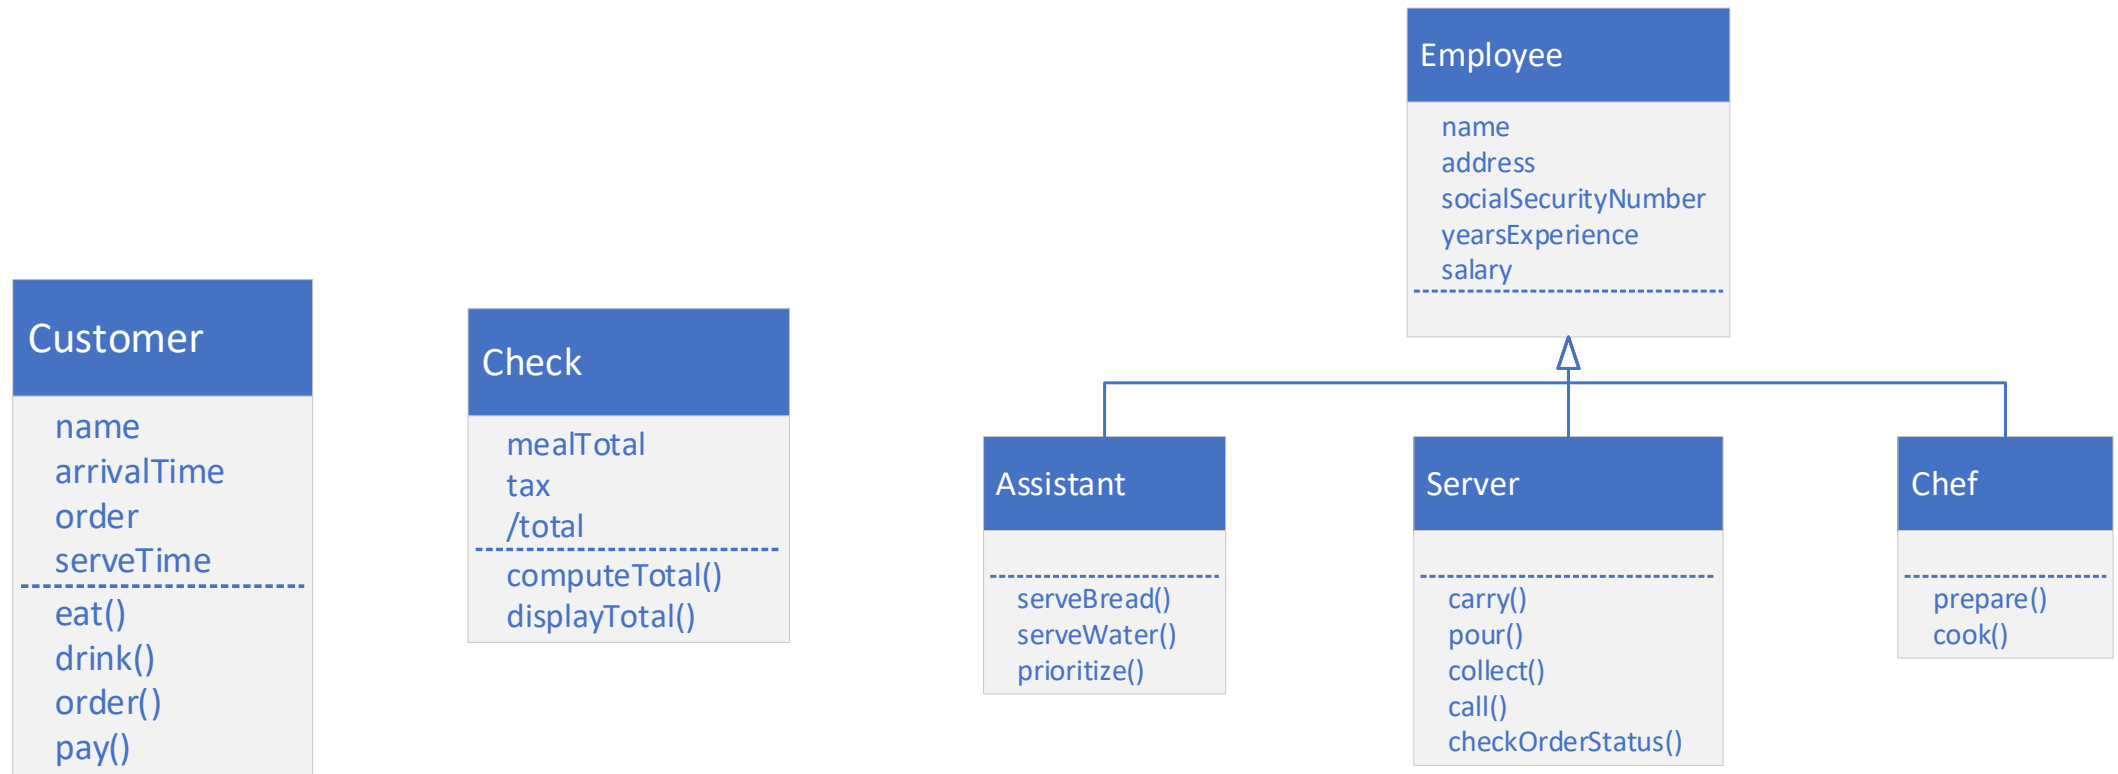 Employee
name
address
socialSecurityNumber
yearsExperience
salary
Customer
name
arrivalTime
order
serveTime
eat()
drink()
order()
pay()
Check
mealTotal
tax
/total
computeTotal()
displayTotal()
Assistant
serveBread()
serveWater()
prioritize()
Server
carry()
pour()
collect()
call()
checkOrderStatus()
Chef
prepare()
cook()